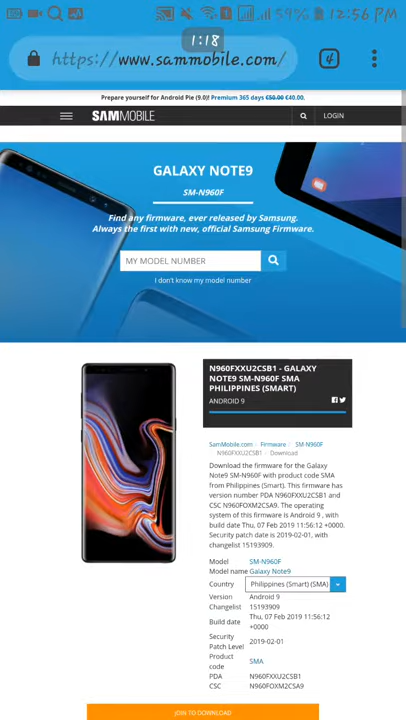 59% 12:56 PM
1:18
https://www.sammobile.com/
4
Prepare yourself for Android Pie (9.0)! Premium 365 days €50.00 €40.00.
SAMMOBILE
LOGIN
GALAXY NOTE9
SM-N960F
Find any firmware, ever released by Samsung.
Always the first with new, official Samsung Firmware.
MY MODEL NUMBER
I don't know my model number
N960FXXU2CSB1 - GALAXY
NOTE9 SM-N960F SMA
PHILIPPINES (SMART)
ANDROID 9
SamMobile.com / Firmware / SM-N960F
N960FXXU2CSB1 - Download
Download the firmware for the Galaxy
Note9 SM-N960F with product code SMA
from Philippines (Smart). This firmware has
version number PDA N960FXXU2CSB1 and
CSC N960FOXM2CSA9. The operating
system of this firmware is Android 9 , with
build date Thu, 07 Feb 2019 11:56:12 +0000.
Security patch date is 2019-02-01, with
changelist 15193909.
Model SM-N960F
Model name Galaxy Note9
Country Philippines (Smart) (SMA)
Version Android 9
Changelist 15193909
Build date Thu, 07 Feb 2019 11:56:12
+0000
Security
Patch Level 2019-02-01
Product
code SMA
PDA N960FXXU2CSB1
CSC N960FOXM2CSA9
JOIN TO DOWNLOAD